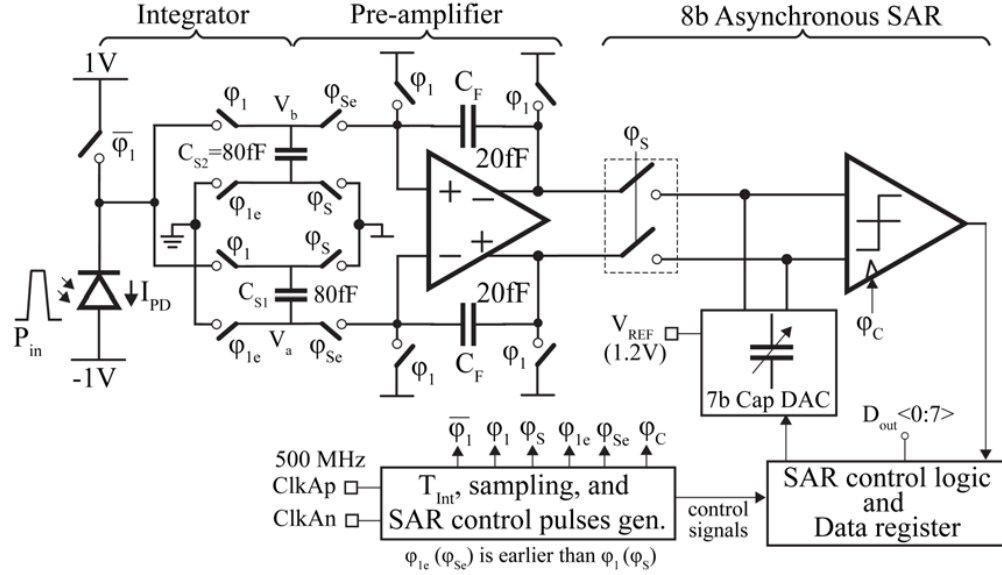 Integrator
Pre-amplifier
8b Asynchronous SAR
1V
φ1
Vb
φSe
φ1
CF
φ1
φ̅1
CS2=80fF
20fF
φS
φ1e
φS
+
−
φ1
φS
−
+
IPD
CS1
80fF
20fF
Pin
φC
φ1e
Va
φSe
φ1
CF
φ1
VREF
(1.2V)
-1V
7b Cap DAC
Dout<0:7>
φ̅1
φ1
φS
φ1e
φSe
φC
500 MHz
ClkAp
ClkAn
TInt, sampling, and
SAR control pulses gen.
control
signals
SAR control logic
and
Data register
φ1e (φSe) is earlier than φ1 (φS)